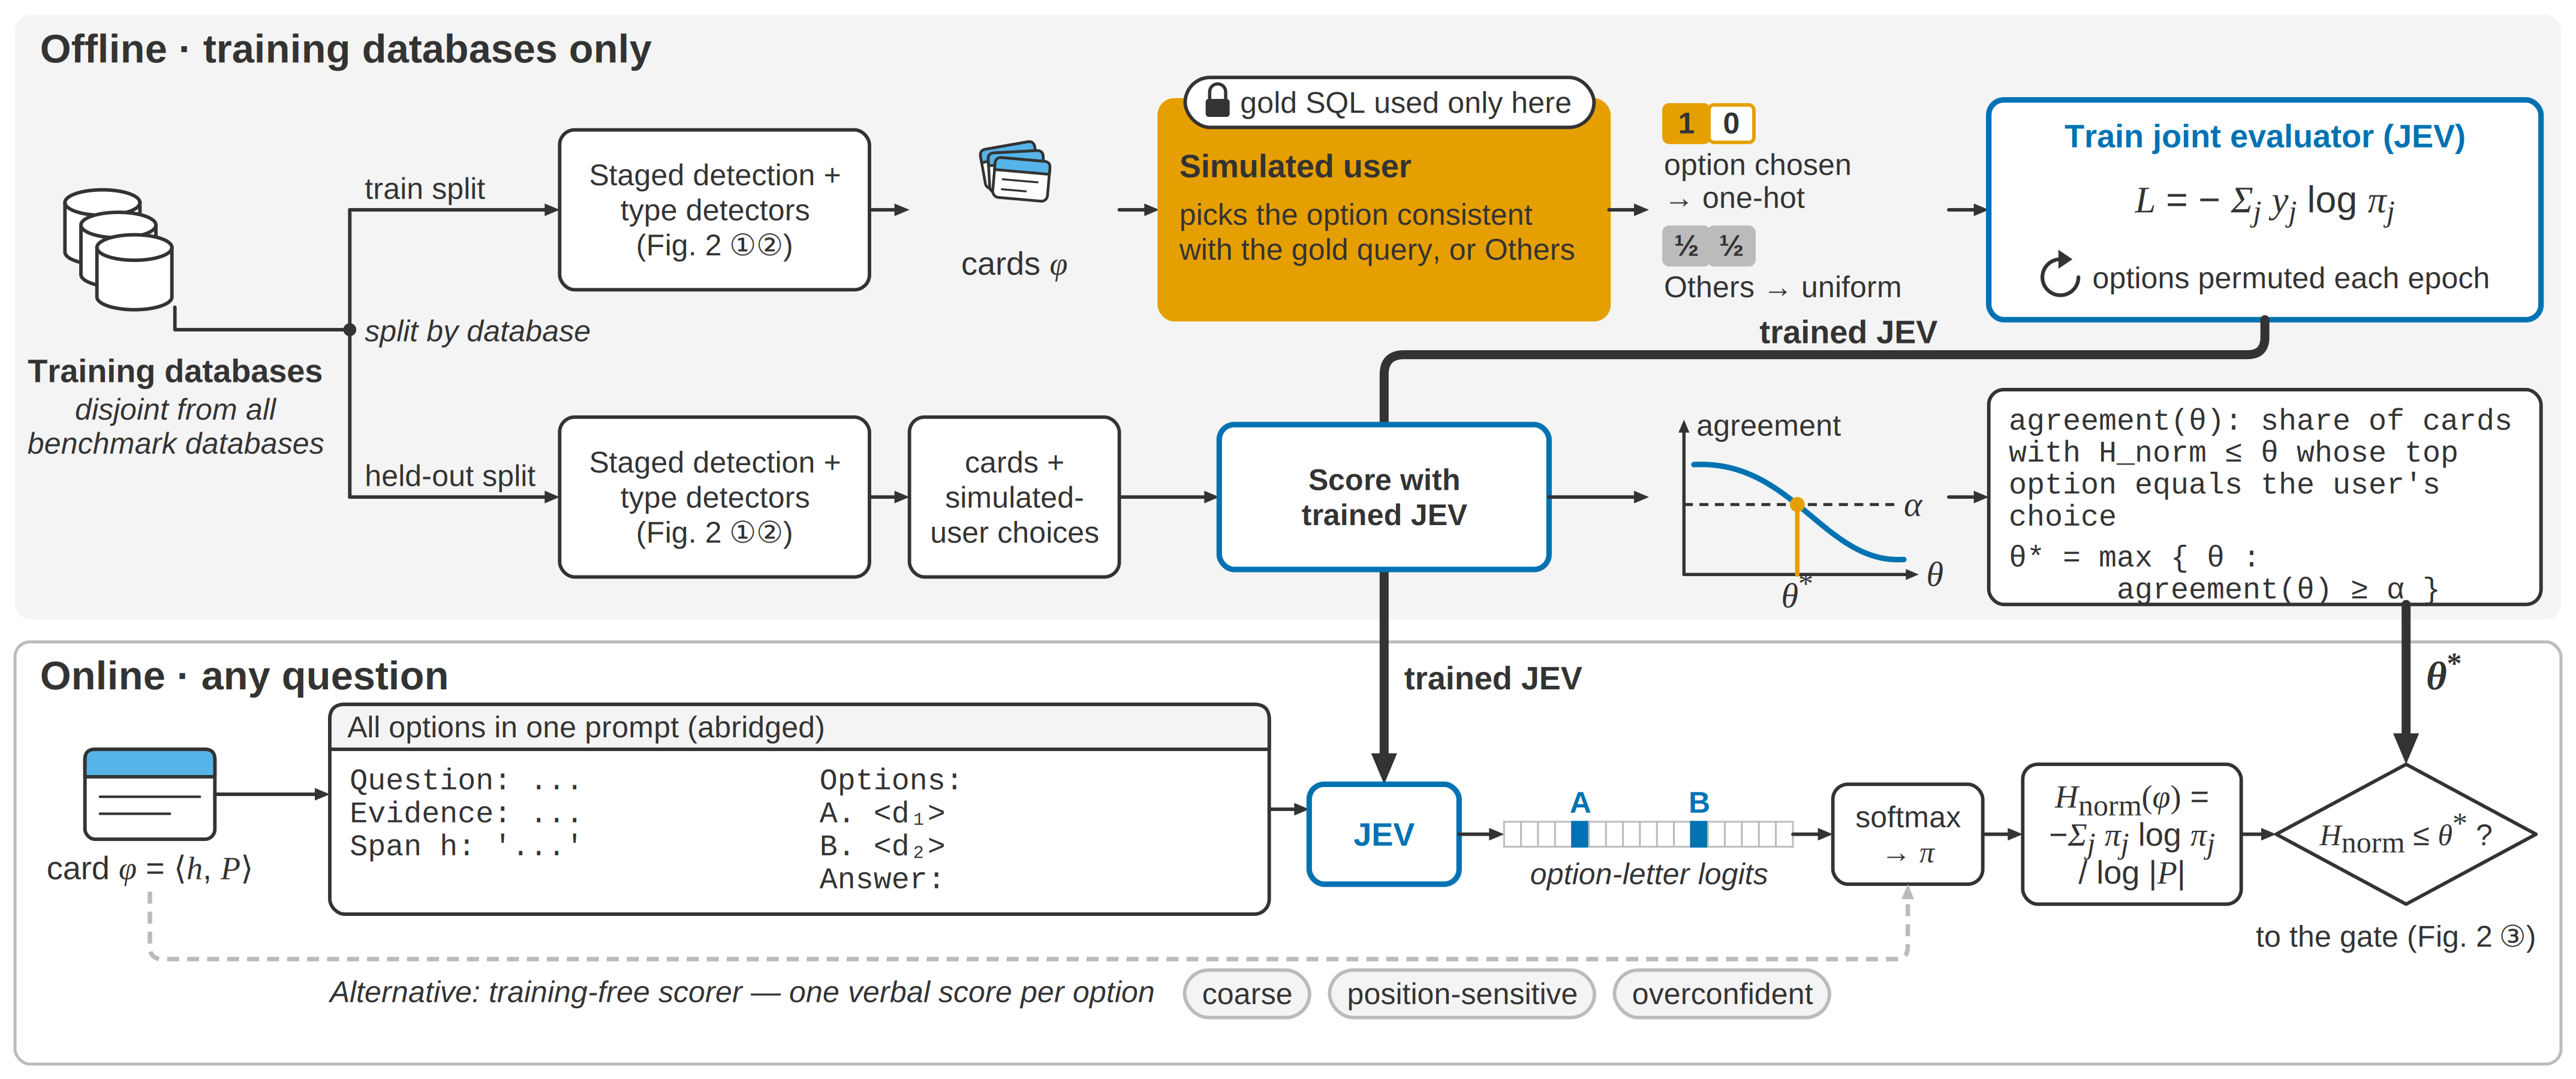 Offline · training databases only
train split
split by database
held-out split
Training databases
disjoint from all
benchmark databases
Staged detection +
type detectors
(Fig. 2 ①②)
cards φ
gold SQL used only here
Simulated user
picks the option consistent
with the gold query, or Others
1 0
option chosen
→ one-hot
½ ½
Others → uniform
Train joint evaluator (JEV)
L = − Σj yj log πj
options permuted each epoch
trained JEV
Staged detection +
type detectors
(Fig. 2 ①②)
cards +
simulated-
user choices
Score with
trained JEV
agreement
α
θ
θ*
agreement(θ): share of cards
with H_norm ≤ θ whose top
option equals the user's
choice
θ* = max { θ :
agreement(θ) ≥ α }
Online · any question
trained JEV
θ*
card φ = ⟨h, P⟩
All options in one prompt (abridged)
Question: ...
Evidence: ...
Span h: '...'
Options:
A. <d₁>
B. <d₂>
Answer:
JEV
A B
option-letter logits
softmax
→ π
Hnorm(φ) =
−Σj πj log πj
/ log |P|
Hnorm ≤ θ* ?
to the gate (Fig. 2 ③)
Alternative: training-free scorer — one verbal score per option
coarse
position-sensitive
overconfident